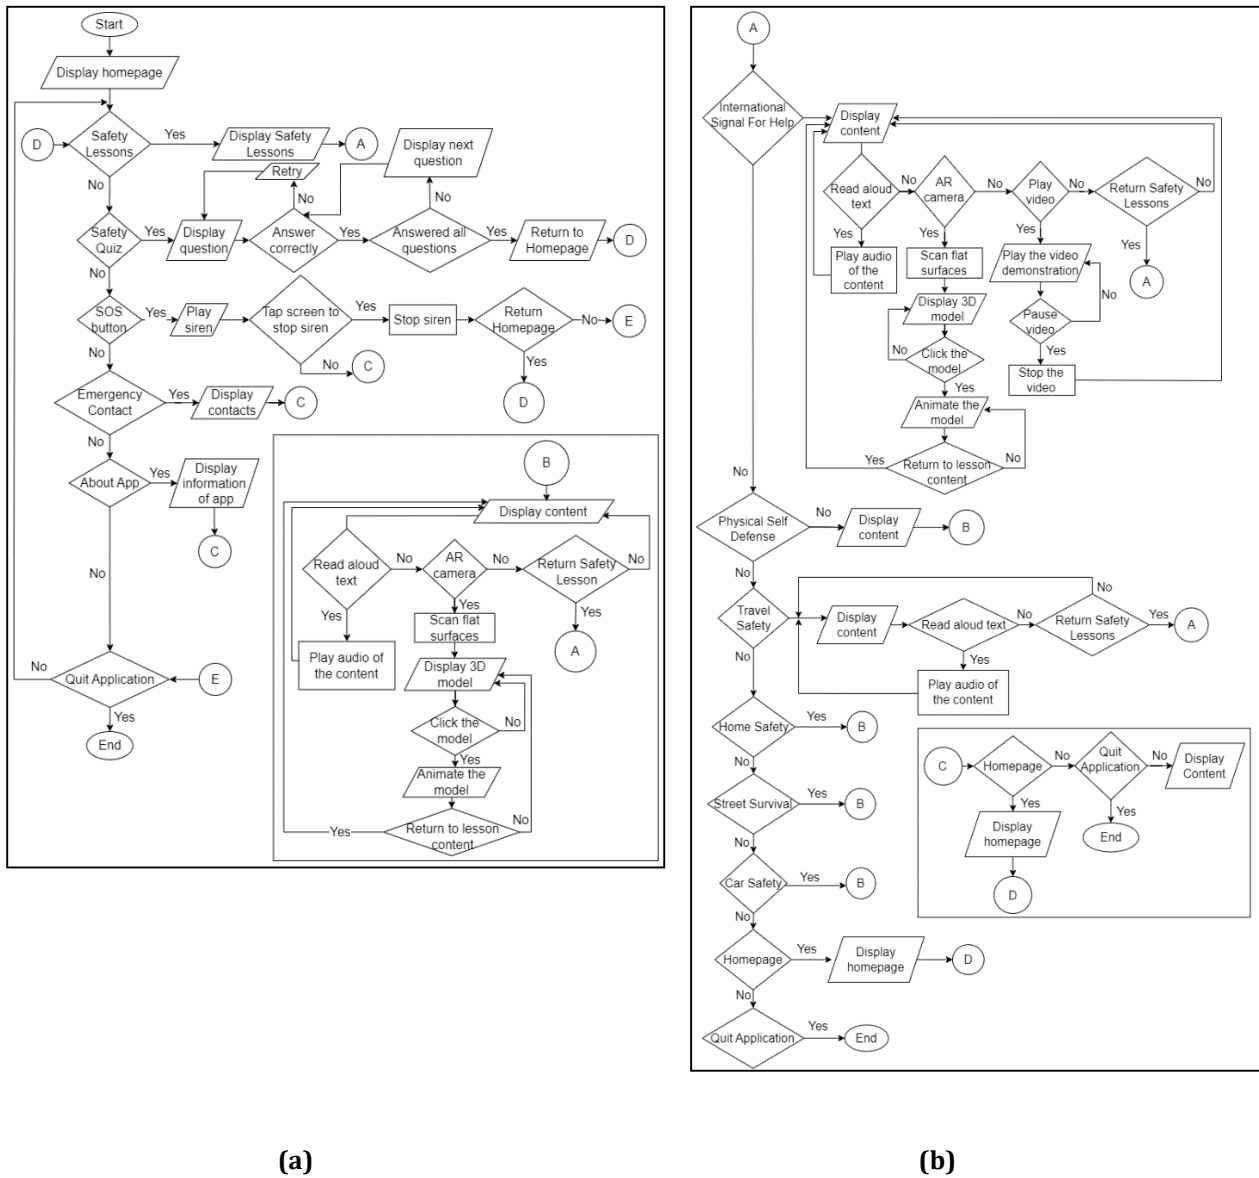 Start
Display homepage
D
Safety
Lessons
Yes
Display Safety
Lessons
A
No
Safety
Quiz
Yes
Display
question
Retry
No
Answer
correctly
Yes
Display next
question
No
Answered all
questions
Yes
Return to
Homepage
D
No
SOS
button
Yes
Play
siren
Tap screen to
stop siren
Yes
Stop siren
Return
Homepage
No
E
No
C
Yes
D
No
Emergency
Contact
Yes
Display
contacts
C
No
About App
Yes
Display
information
of app
C
No
No
Quit Application
E
Yes
End
B
Display content
Read aloud
text
No
AR
camera
No
Return Safety
Lesson
No
Yes
Play audio of
the content
Yes
Scan flat
surfaces
Yes
A
Display 3D
model
Click the
model
No
Yes
Animate the
model
Return to lesson
content
Yes
No
A
International
Signal For Help
Display
content
Read aloud
text
No
AR
camera
No
Play
video
No
Return Safety
Lessons
No
Yes
Play audio
of the
content
Yes
Scan flat
surfaces
Yes
Play the video
demonstration
Yes
A
Display 3D
model
Pause
video
No
No
Click the
model
Yes
Stop the
video
Yes
Animate the
model
Yes
Return to lesson
content
No
No
Physical Self
Defense
No
Display
content
B
No
Travel
Safety
Display
content
Read aloud text
No
Return Safety
Lessons
No
Yes
A
Yes
Play audio of
the content
No
Home Safety
Yes
B
No
Street Survival
Yes
B
No
Car Safety
Yes
B
No
Homepage
Yes
Display
homepage
D
No
Quit Application
Yes
End
C
Homepage
No
Quit
Application
No
Display
Content
Yes
Display
homepage
D
Yes
End
(a)
(b)